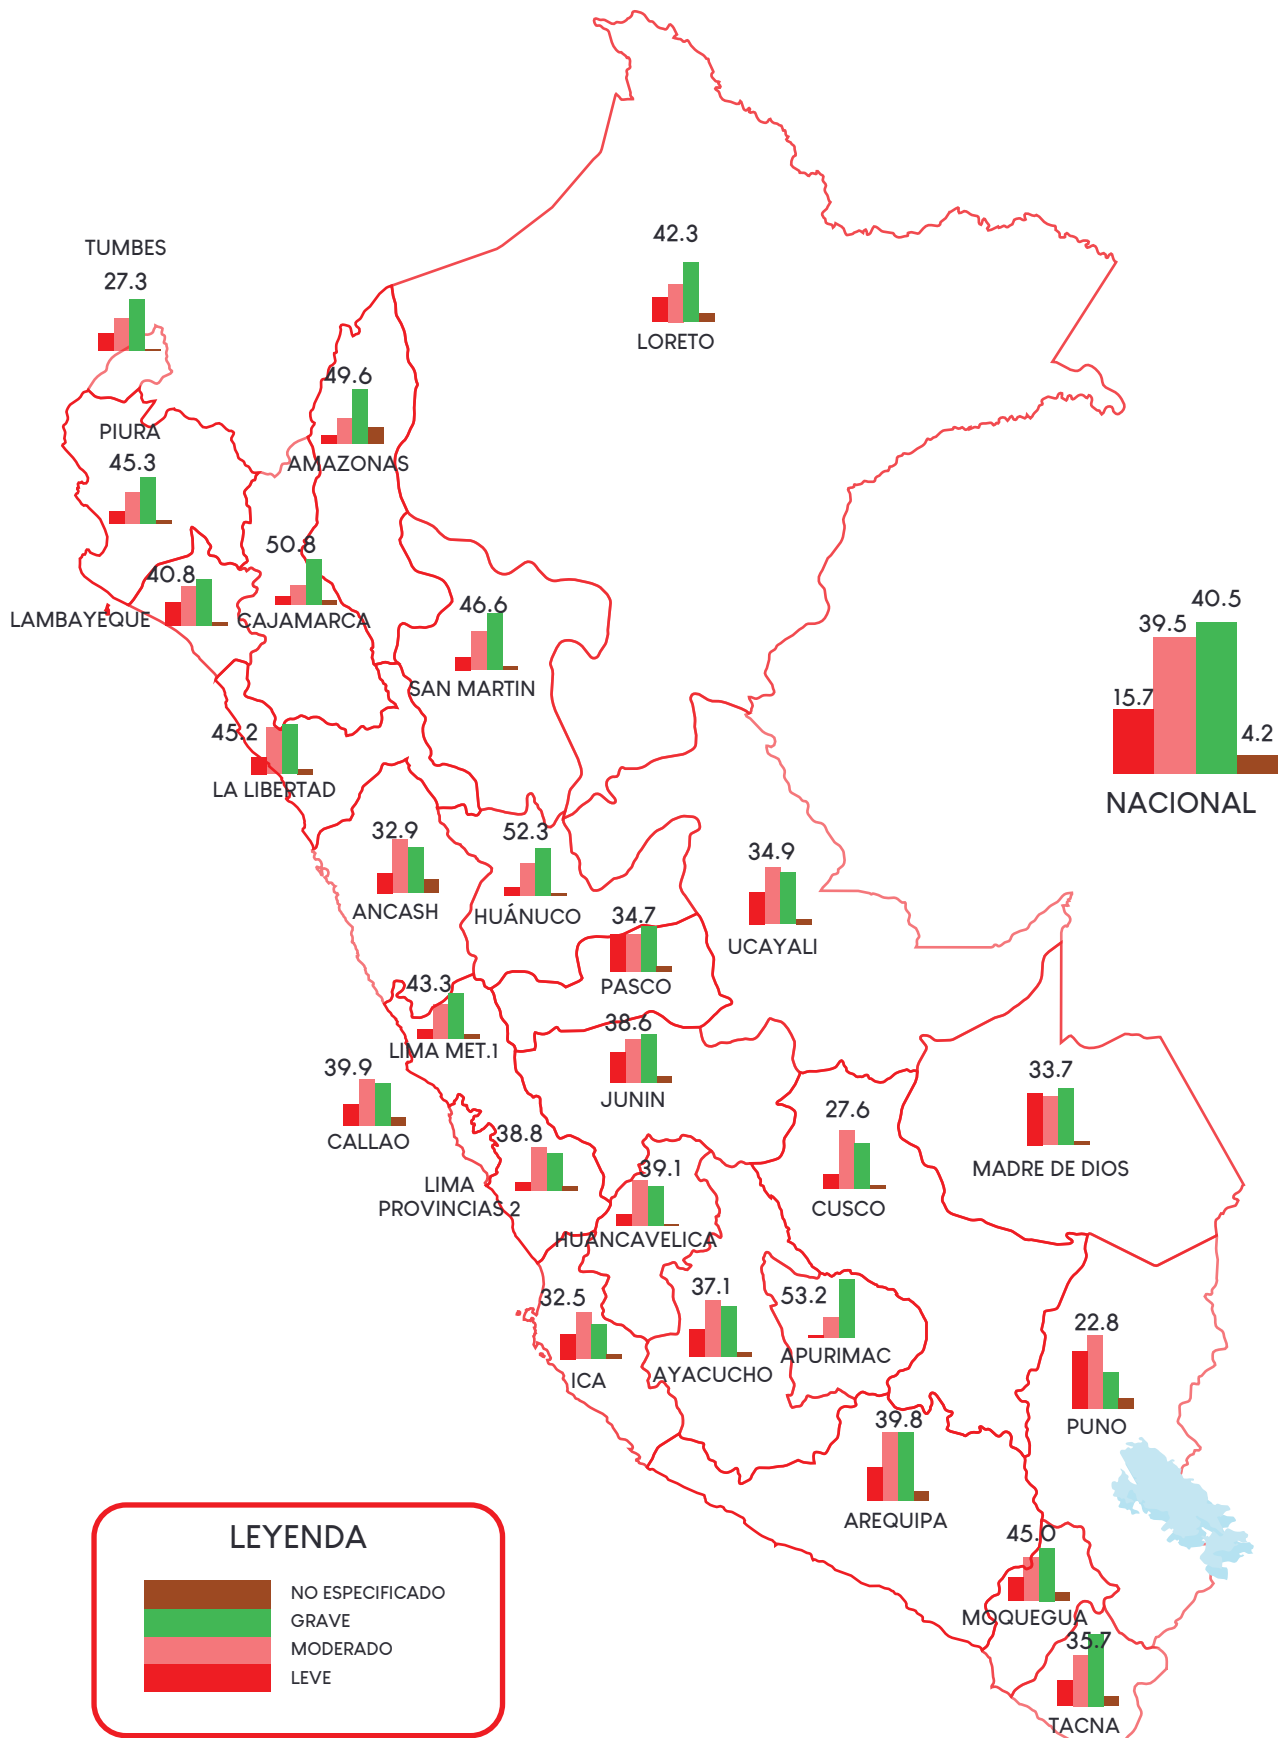 TUMBES
27.3
42.3
LORETO
49.6
AMAZONAS
PIURA
45.3
50.8
CAJAMARCA
40.8
LAMBAYEQUE
46.6
SAN MARTIN
40.5
39.5
15.7
4.2
NACIONAL
45.2
LA LIBERTAD
32.9
ANCASH
52.3
HUÁNUCO
34.9
UCAYALI
34.7
PASCO
43.3
LIMA MET.1
38.6
JUNIN
39.9
CALLAO
33.7
MADRE DE DIOS
27.6
CUSCO
38.8
LIMA
PROVINCIAS 2
39.1
HUANCAVELICA
32.5
ICA
37.1
AYACUCHO
53.2
APURIMAC
22.8
PUNO
39.8
AREQUIPA
45.0
MOQUEGUA
35.7
TACNA
LEYENDA
NO ESPECIFICADO
GRAVE
MODERADO
LEVE